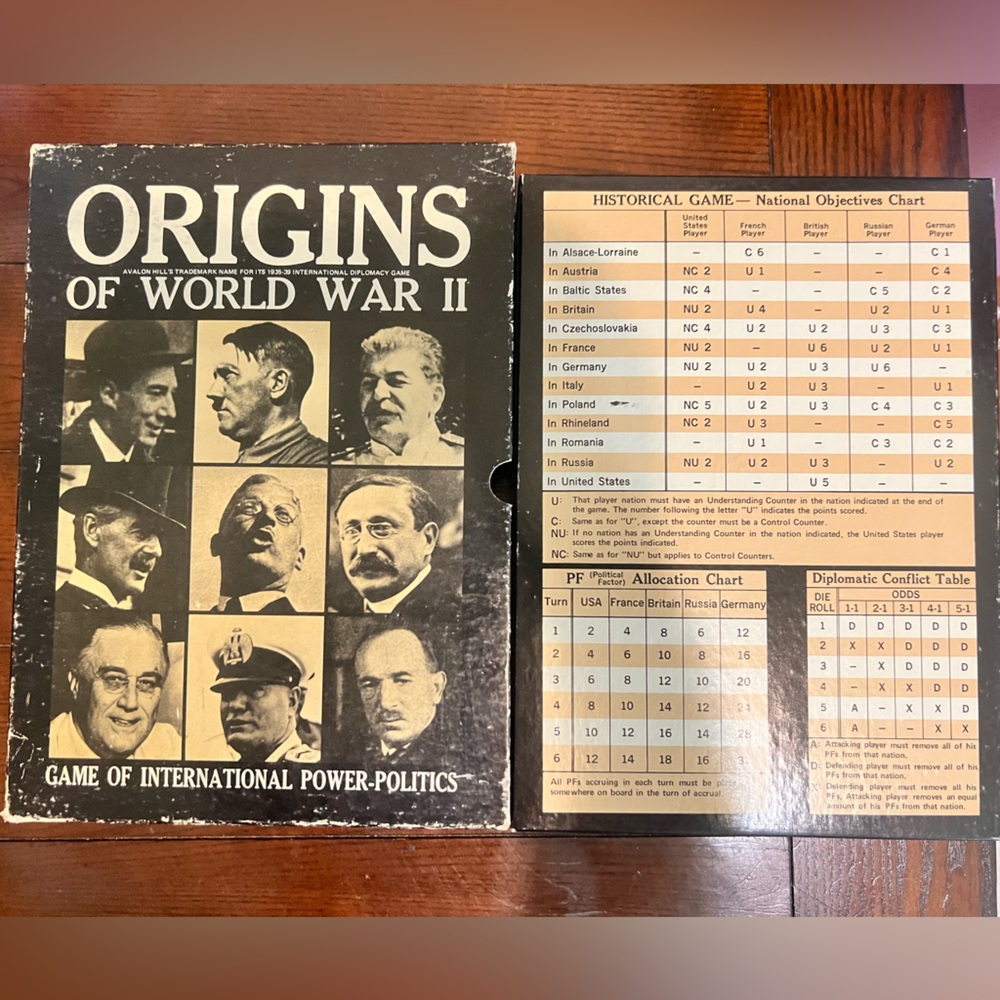 ORIGINS
AVALON HILL'S TRADEMARK NAME FOR ITS 1935-39 INTERNATIONAL DIPLOMACY GAME
OF WORLD WAR II
GAME OF INTERNATIONAL POWER-POLITICS
HISTORICAL GAME — National Objectives Chart
United States Player French Player British Player Russian Player German Player
In Alsace-Lorraine – C 6 – – C 1
In Austria NC 2 U 1 – – C 4
In Baltic States NC 4 – – C 5 C 2
In Britain NU 2 U 4 – U 2 U 1
In Czechoslovakia NC 4 U 2 U 2 U 3 C 3
In France NU 2 – U 6 U 2 U 1
In Germany NU 2 U 2 U 3 U 6 –
In Italy – U 2 U 3 – U 1
In Poland NC 5 U 2 U 3 C 4 C 3
In Rhineland NC 2 U 3 – – C 5
In Romania – U 1 – C 3 C 2
In Russia NU 2 U 2 U 3 – U 2
In United States – – U 5 – –
U: That player nation must have an Understanding Counter in the nation indicated at the end of
the game. The number following the letter "U" indicates the points scored.
C: Same as for "U", except the counter must be a Control Counter.
NU: If no nation has an Understanding Counter in the nation indicated, the United States player
scores the points indicated.
NC: Same as for "NU" but applies to Control Counters.
PF (Political Factor) Allocation Chart
Turn USA France Britain Russia Germany
1 2 4 8 6 12
2 4 6 10 8 16
3 6 8 12 10 20
4 8 10 14 12 24
5 10 12 16 14 28
6 12 14 18 16
All PFs accruing in each turn must be
somewhere on board in the turn of accrual.
Diplomatic Conflict Table
DIE ROLL ODDS
1-1 2-1 3-1 4-1 5-1
1 D D D D D
2 X X D D D
3 – X D D D
4 – X X D D
5 A – X X D
6 A – – X X
A: Attacking player must remove all of his
PFs from that nation.
D: Defending player must remove all of his
PFs from that nation.
X: Defending player must remove all his
PFs, Attacking player removes an equal
amount of his PFs from that nation.